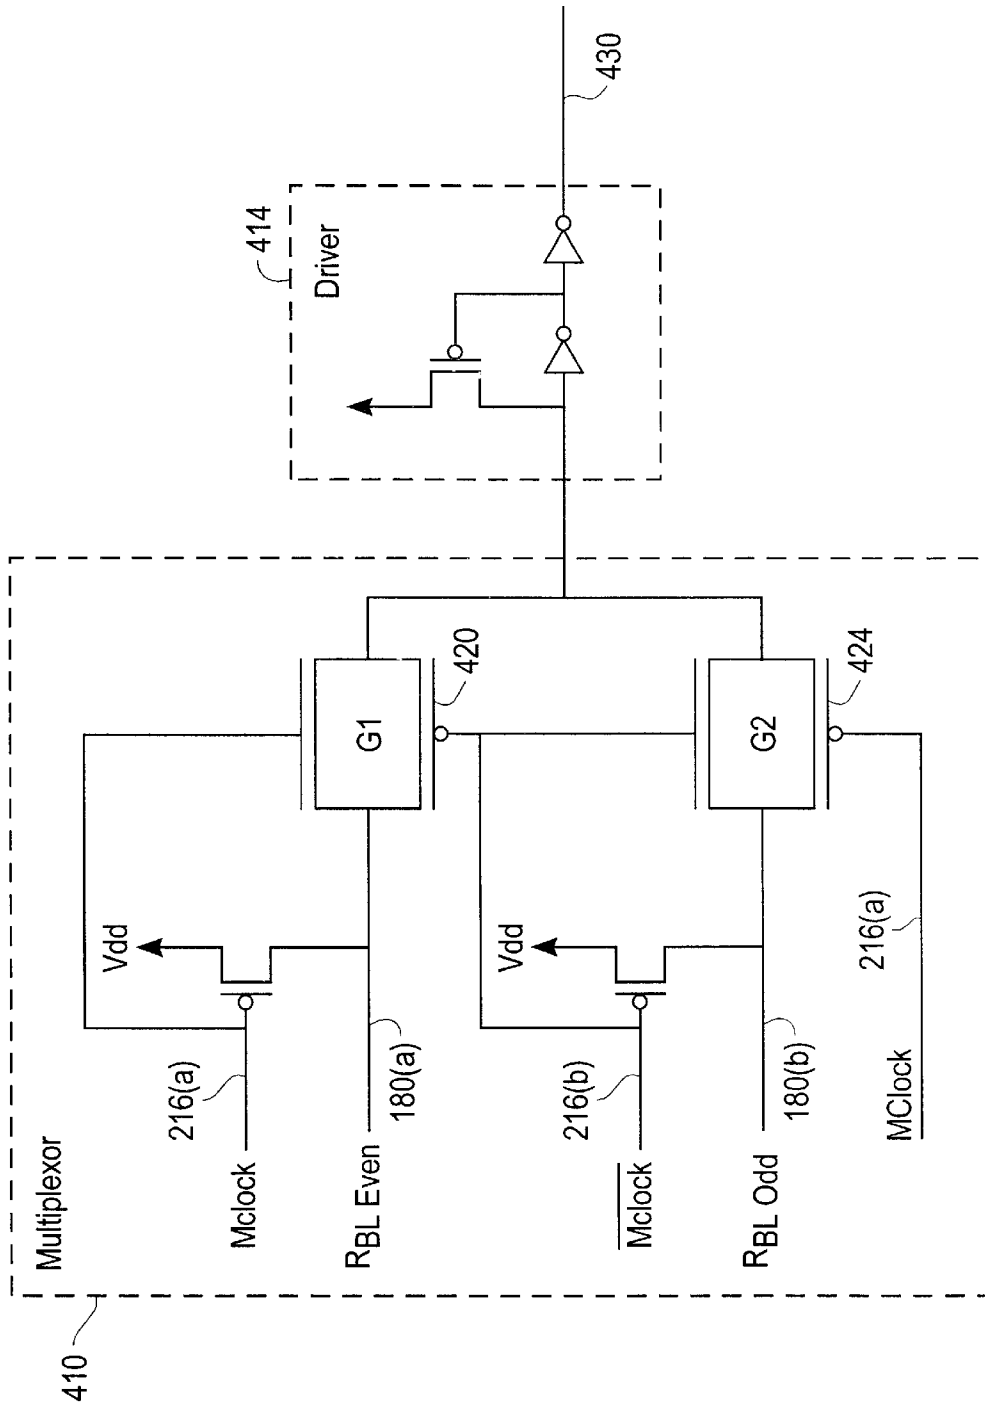 410
Multiplexor
Vdd
216(a)
Mclock
414
Driver
G1
RBL Even
180(a)
420
Vdd
216(b)
430
M̅c̅l̅o̅c̅k̅
G2
RBL Odd
180(b)
424
216(a)
MClock